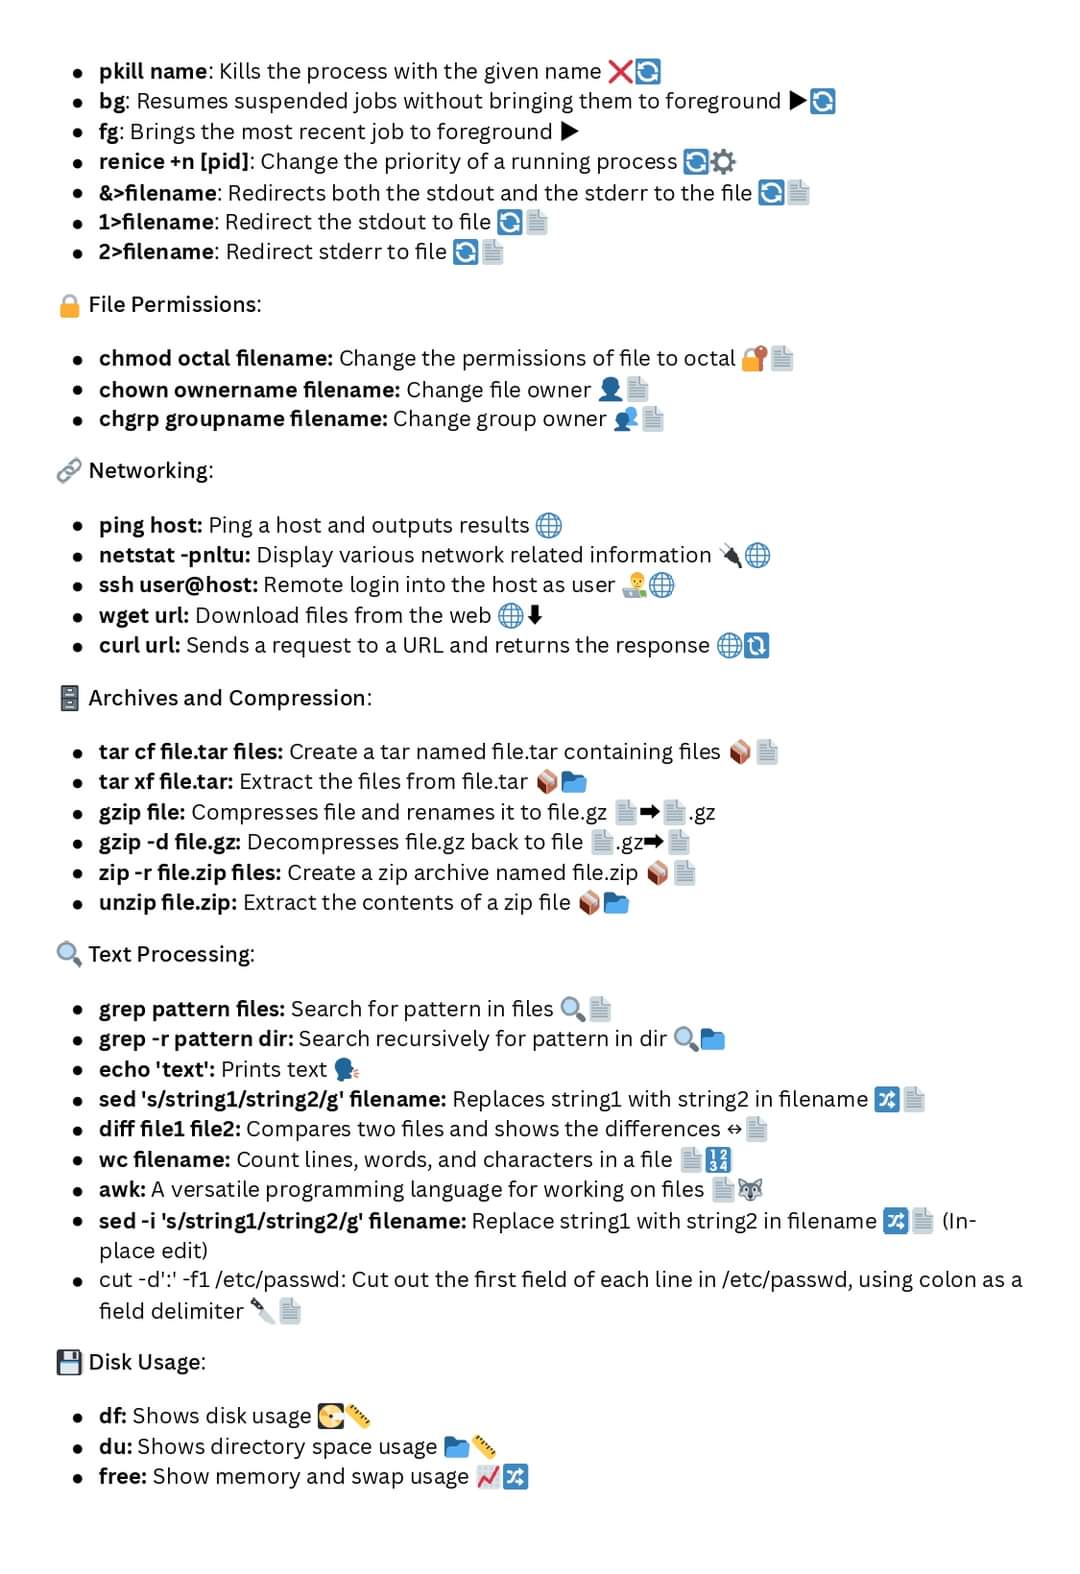 • pkill name: Kills the process with the given name ❌🔄
• bg: Resumes suspended jobs without bringing them to foreground ▶🔄
• fg: Brings the most recent job to foreground ▶
• renice +n [pid]: Change the priority of a running process 🔄⚙
• &>filename: Redirects both the stdout and the stderr to the file 🔄📄
• 1>filename: Redirect the stdout to file 🔄📄
• 2>filename: Redirect stderr to file 🔄📄
🔒 File Permissions:
• chmod octal filename: Change the permissions of file to octal 🔐📄
• chown ownername filename: Change file owner 👤📄
• chgrp groupname filename: Change group owner 👥📄
🔗 Networking:
• ping host: Ping a host and outputs results 🌐
• netstat -pnltu: Display various network related information 🔌🌐
• ssh user@host: Remote login into the host as user 👨‍💻🌐
• wget url: Download files from the web 🌐⬇
• curl url: Sends a request to a URL and returns the response 🌐🔃
🗄 Archives and Compression:
• tar cf file.tar files: Create a tar named file.tar containing files 📦📄
• tar xf file.tar: Extract the files from file.tar 📦📂
• gzip file: Compresses file and renames it to file.gz 📄➡📄.gz
• gzip -d file.gz: Decompresses file.gz back to file 📄.gz➡📄
• zip -r file.zip files: Create a zip archive named file.zip 📦📄
• unzip file.zip: Extract the contents of a zip file 📦📂
🔍 Text Processing:
• grep pattern files: Search for pattern in files 🔍📄
• grep -r pattern dir: Search recursively for pattern in dir 🔍📂
• echo 'text': Prints text 🗣
• sed 's/string1/string2/g' filename: Replaces string1 with string2 in filename 🔀📄
• diff file1 file2: Compares two files and shows the differences ↔📄
• wc filename: Count lines, words, and characters in a file 📄🔢
• awk: A versatile programming language for working on files 📄🐺
• sed -i 's/string1/string2/g' filename: Replace string1 with string2 in filename 🔀📄 (In-
place edit)
• cut -d':' -f1 /etc/passwd: Cut out the first field of each line in /etc/passwd, using colon as a
field delimiter 🔪📄
💾 Disk Usage:
• df: Shows disk usage 💽📏
• du: Shows directory space usage 📂📏
• free: Show memory and swap usage 📈🔀